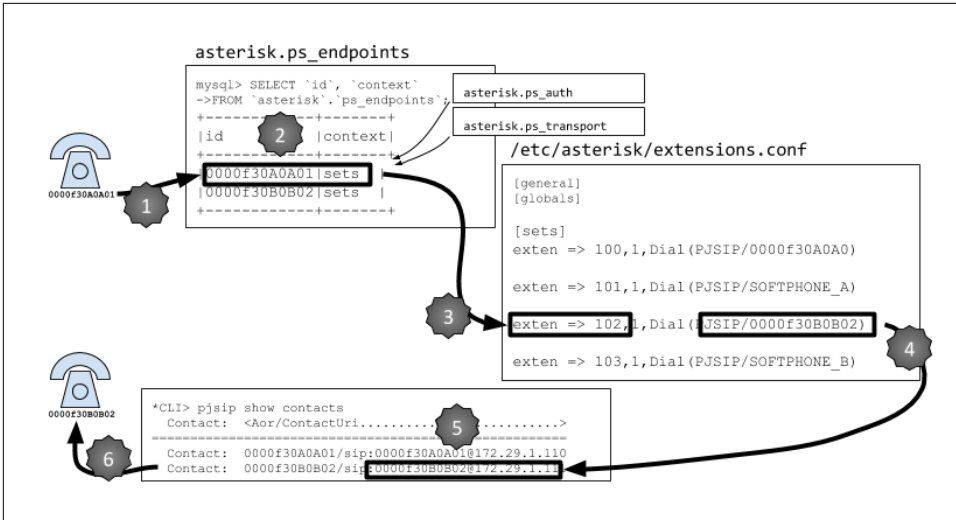 asterisk.ps_endpoints
mysql> SELECT `id`, `context`
->FROM `asterisk`.`ps_endpoints`;
+--------------+--------+
|id |context|
+--------------+--------+
|0000f30A0A01|sets |
|0000f30B0B02|sets |
+--------------+--------+
2
asterisk.ps_auth
asterisk.ps_transport
0000f30A0A01
1
/etc/asterisk/extensions.conf
[general]
[globals]
[sets]
exten => 100,1,Dial(PJSIP/0000f30A0A0)
exten => 101,1,Dial(PJSIP/SOFTPHONE_A)
exten => 102,1,Dial(PJSIP/0000f30B0B02)
exten => 103,1,Dial(PJSIP/SOFTPHONE_B)
3
4
0000f30B0B02
*CLI> pjsip show contacts
Contact: <Aor/ContactUri..............................>
==========================================
Contact: 0000f30A0A01/sip:0000f30A0A01@172.29.1.110
Contact: 0000f30B0B02/sip:0000f30B0B02@172.29.1.11
5
6